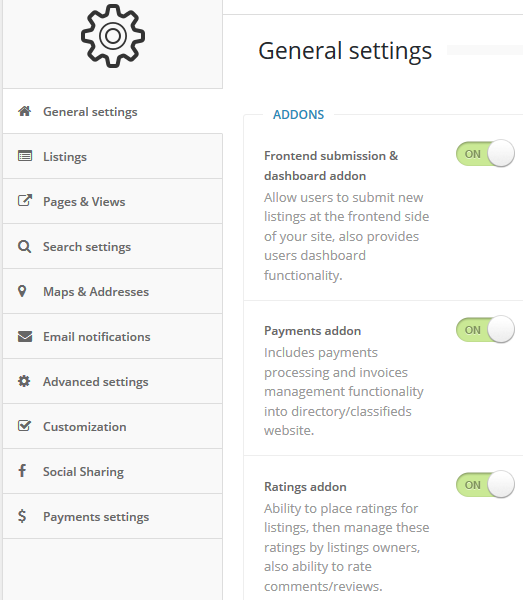 General settings
Listings
Pages & Views
Search settings
Maps & Addresses
Email notifications
Advanced settings
Customization
Social Sharing
Payments settings
General settings
ADDONS
Frontend submission &
dashboard addon
ON
Allow users to submit new
listings at the frontend side
of your site, also provides
users dashboard
functionality.
Payments addon
ON
Includes payments
processing and invoices
management functionality
into directory/classifieds
website.
Ratings addon
ON
Ability to place ratings for
listings, then manage these
ratings by listings owners,
also ability to rate
comments/reviews.